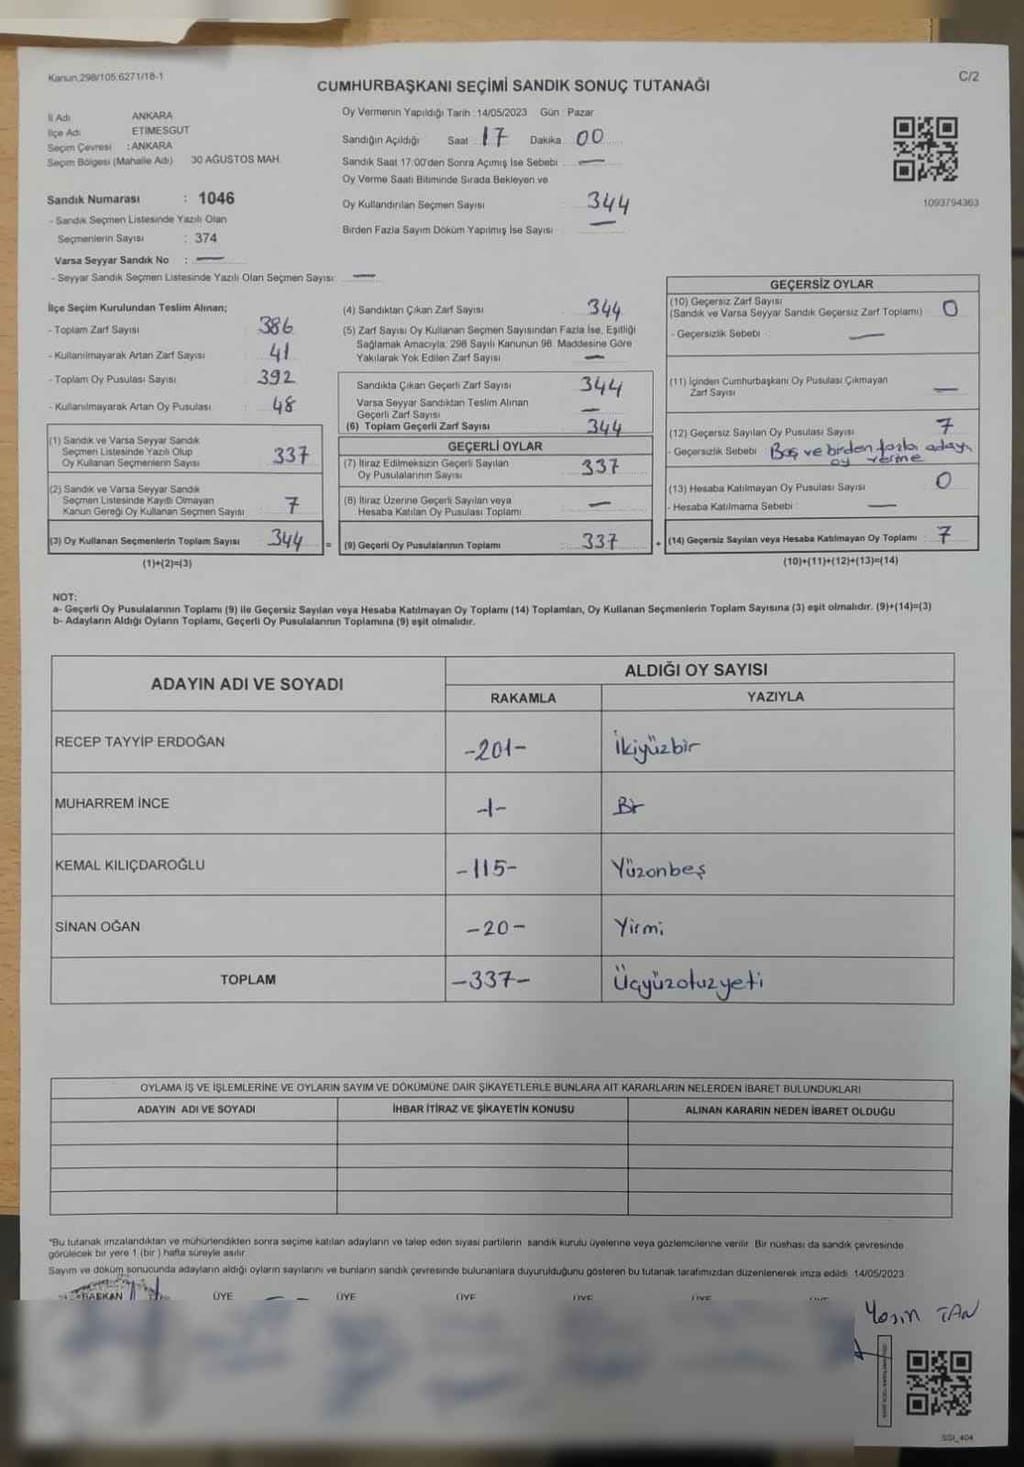 Kanun.298/105,6271/18-1
C/2
CUMHURBAŞKANI SEÇİMİ SANDIK SONUÇ TUTANAĞI
İl Adı ANKARA
İlçe Adı ETİMESGUT
Seçim Çevresi : ANKARA
Seçim Bölgesi (Mahalle Adı) 30 AĞUSTOS MAH.
Oy Vermenin Yapıldığı Tarih : 14/05/2023 Gün : Pazar
Sandığın Açıldığı Saat 17 Dakika 00
Sandık Saat 17:00'den Sonra Açımış İse Sebebi —
Oy Verme Saati Bitiminde Sırada Bekleyen ve
Oy Kullandırılan Seçmen Sayısı 344
Birden Fazla Sayım Döküm Yapılmış İse Sayısı —
1093794363
Sandık Numarası : 1046
- Sandık Seçmen Listesinde Yazılı Olan
Seçmenlerin Sayısı : 374
Varsa Seyyar Sandık No : —
- Seyyar Sandık Seçmen Listesinde Yazılı Olan Seçmen Sayısı: —
İlçe Seçim Kurulundan Teslim Alınan;
- Toplam Zarf Sayısı : 386
- Kullanılmayarak Artan Zarf Sayısı : 41
- Toplam Oy Pusulası Sayısı : 392
- Kullanılmayarak Artan Oy Pusulası : 48
(1) Sandık ve Varsa Seyyar Sandık
Seçmen Listesinde Yazılı Olup
Oy Kullanan Seçmenlerin Sayısı 337
(2) Sandık ve Varsa Seyyar Sandık
Seçmen Listesinde Kayıtlı Olmayan
Kanun Gereği Oy Kullanan Seçmen Sayısı 7
(3) Oy Kullanan Seçmenlerin Toplam Sayısı 344 =
(1)+(2)=(3)
(4) Sandıktan Çıkan Zarf Sayısı 344
(5) Zarf Sayısı Oy Kullanan Seçmen Sayısından Fazla İse, Eşitliği
Sağlamak Amacıyla; 298 Sayılı Kanunun 98. Maddesine Göre
Yakılarak Yok Edilen Zarf Sayısı —
Sandıkta Çıkan Geçerli Zarf Sayısı 344
Varsa Seyyar Sandıktan Teslim Alınan
Geçerli Zarf Sayısı —
(6) Toplam Geçerli Zarf Sayısı 344
GEÇERLİ OYLAR
(7) İtiraz Edilmeksizin Geçerli Sayılan
Oy Pusulalarının Sayısı 337
(8) İtiraz Üzerine Geçerli Sayılan veya
Hesaba Katılan Oy Pusulası Toplamı —
(9) Geçerli Oy Pusulalarının Toplamı : 337 +
GEÇERSİZ OYLAR
(10) Geçersiz Zarf Sayısı
(Sandık ve Varsa Seyyar Sandık Geçersiz Zarf Toplamı) 0
- Geçersizlik Sebebi : —
(11) İçinden Cumhurbaşkanı Oy Pusulası Çıkmayan
Zarf Sayısı —
(12) Geçersiz Sayılan Oy Pusulası Sayısı 7
- Geçersizlik Sebebi : Boş ve birden fazla adaya
oy verme
(13) Hesaba Katılmayan Oy Pusulası Sayısı 0
- Hesaba Katılmama Sebebi : —
(14) Geçersiz Sayılan veya Hesaba Katılmayan Oy Toplamı : 7
(10)+(11)+(12)+(13)=(14)
NOT:
a- Geçerli Oy Pusulalarının Toplamı (9) ile Geçersiz Sayılan veya Hesaba Katılmayan Oy Toplamı (14) Toplamları, Oy Kullanan Seçmenlerin Toplam Sayısına (3) eşit olmalıdır. (9)+(14)=(3)
b- Adayların Aldığı Oyların Toplamı, Geçerli Oy Pusulalarının Toplamına (9) eşit olmalıdır.
ADAYIN ADI VE SOYADI ALDIĞI OY SAYISI
RAKAMLA YAZIYLA
RECEP TAYYİP ERDOĞAN -201- İkiyüzbir
MUHARREM İNCE -1- Bir
KEMAL KILIÇDAROĞLU -115- Yüzonbeş
SİNAN OĞAN -20- Yirmi
TOPLAM -337- Üçyüzotuzyeti
OYLAMA İŞ VE İŞLEMLERİNE VE OYLARIN SAYIM VE DÖKÜMÜNE DAİR ŞİKAYETLERLE BUNLARA AİT KARARLARIN NELERDEN İBARET BULUNDUKLARI
ADAYIN ADI VE SOYADI İHBAR İTİRAZ VE ŞİKAYETİN KONUSU ALINAN KARARIN NEDEN İBARET OLDUĞU
*Bu tutanak imzalandıktan ve mühürlendikten sonra seçime katılan adayların ve talep eden siyasi partilerin sandık kurulu üyelerine veya gözlemcilerine verilir. Bir nüshası da sandık çevresinde
görülecek bir yere 1 (bir ) hafta süreyle asılır.
Sayım ve döküm sonucunda adayların aldığı oyların sayılarını ve bunların sandık çevresinde bulunanlara duyurulduğunu gösteren bu tutanak tarafımızdan düzenlenerek imza edildi. 14/05/2023
BAŞKAN ÜYE ÜYE ÜYE ÜYE ÜYE
Yasin TAN
SSI_404